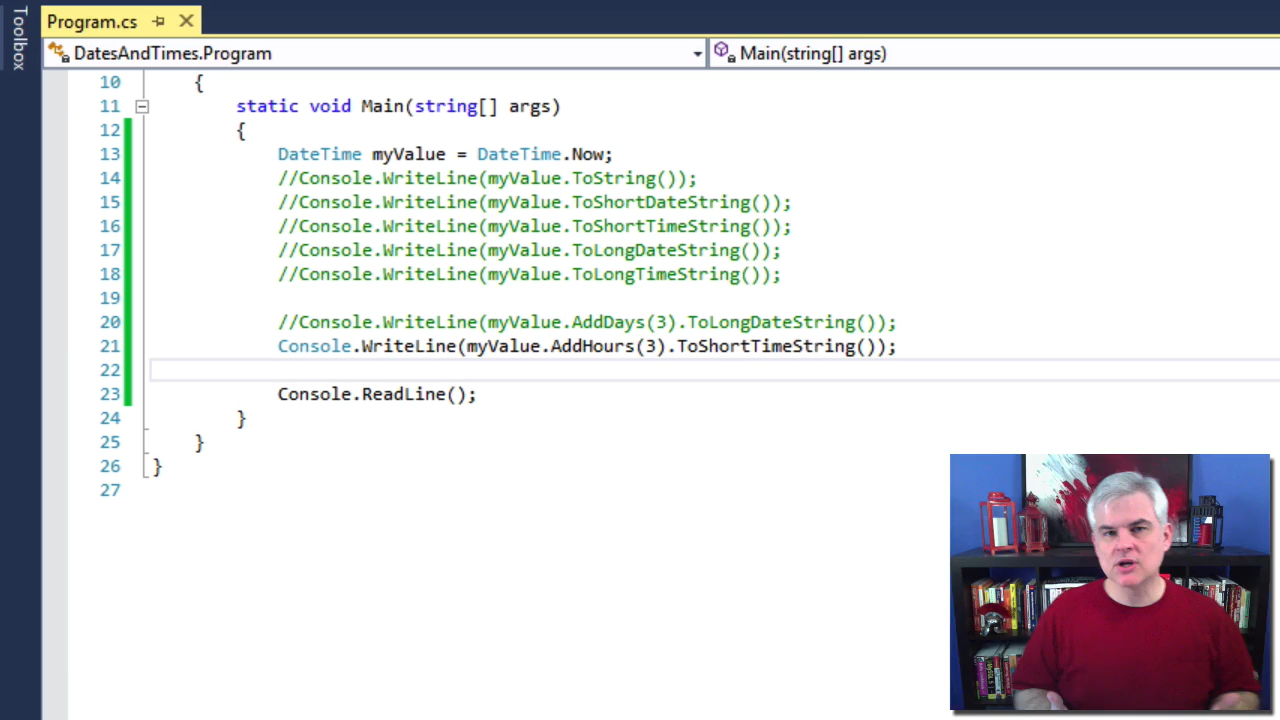 Toolbox
Program.cs
DatesAndTimes.Program
Main(string[] args)
10 {
11 static void Main(string[] args)
12 {
13 DateTime myValue = DateTime.Now;
14 //Console.WriteLine(myValue.ToString());
15 //Console.WriteLine(myValue.ToShortDateString());
16 //Console.WriteLine(myValue.ToShortTimeString());
17 //Console.WriteLine(myValue.ToLongDateString());
18 //Console.WriteLine(myValue.ToLongTimeString());
19
20 //Console.WriteLine(myValue.AddDays(3).ToLongDateString());
21 Console.WriteLine(myValue.AddHours(3).ToShortTimeString());
22
23 Console.ReadLine();
24 }
25 }
26 }
27